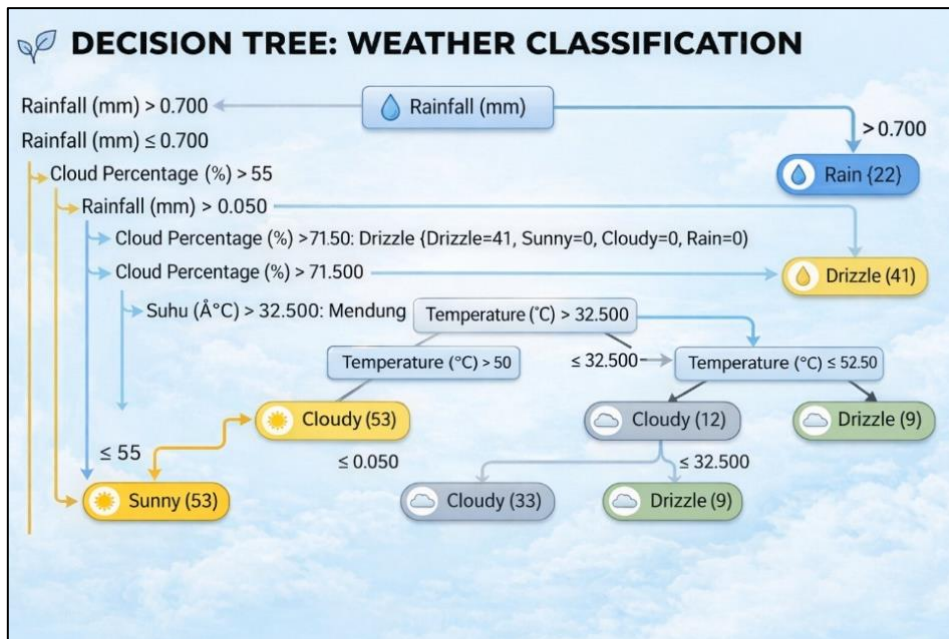 DECISION TREE: WEATHER CLASSIFICATION
Rainfall (mm) > 0.700
Rainfall (mm)
Rainfall (mm) ≤ 0.700
> 0.700
Rain {22}
Cloud Percentage (%) > 55
Rainfall (mm) > 0.050
Cloud Percentage (%) >71.50: Drizzle {Drizzle=41, Sunny=0, Cloudy=0, Rain=0)
Cloud Percentage (%) > 71.500
Drizzle (41)
Suhu (Å°C) > 32.500: Mendung
Temperature (°C) > 32.500
Temperature (°C) > 50
≤ 32.500
Temperature (°C) ≤ 52.50
Cloudy (53)
Cloudy (12)
Drizzle (9)
≤ 55
≤ 0.050
≤ 32.500
Sunny (53)
Cloudy (33)
Drizzle (9)